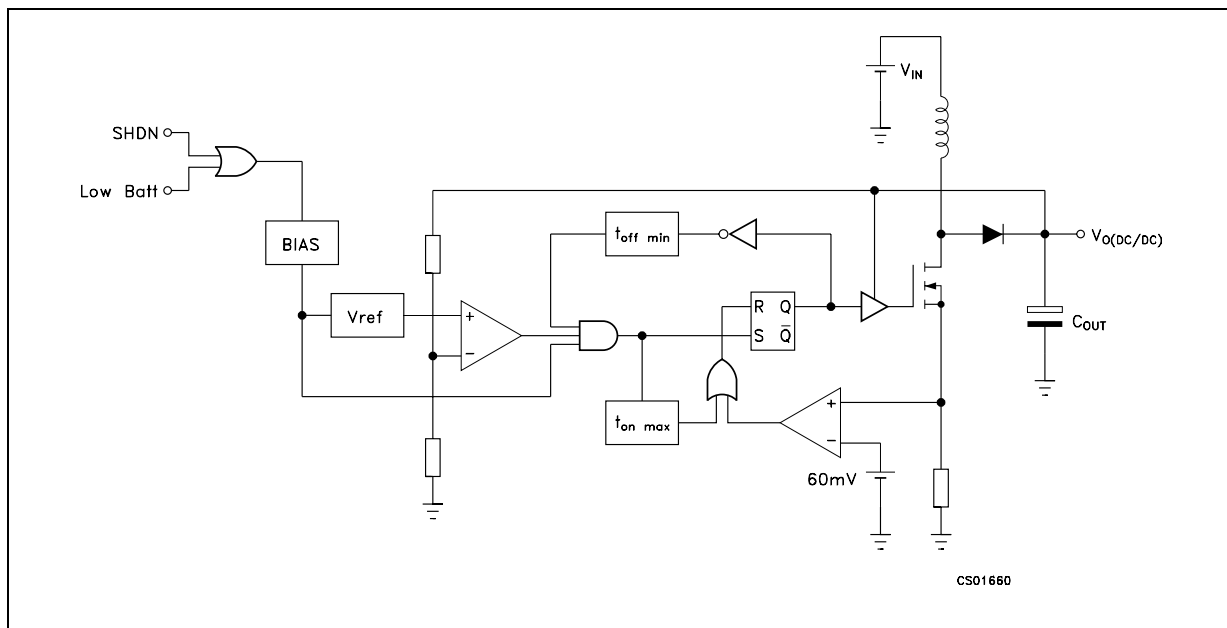 V_IN
SHDN
Low Batt
BIAS
t_off min
V_O(DC/DC)
Vref
+
−
R Q
S Q̅
C_OUT
t_on max
+
−
60mV
CS01660